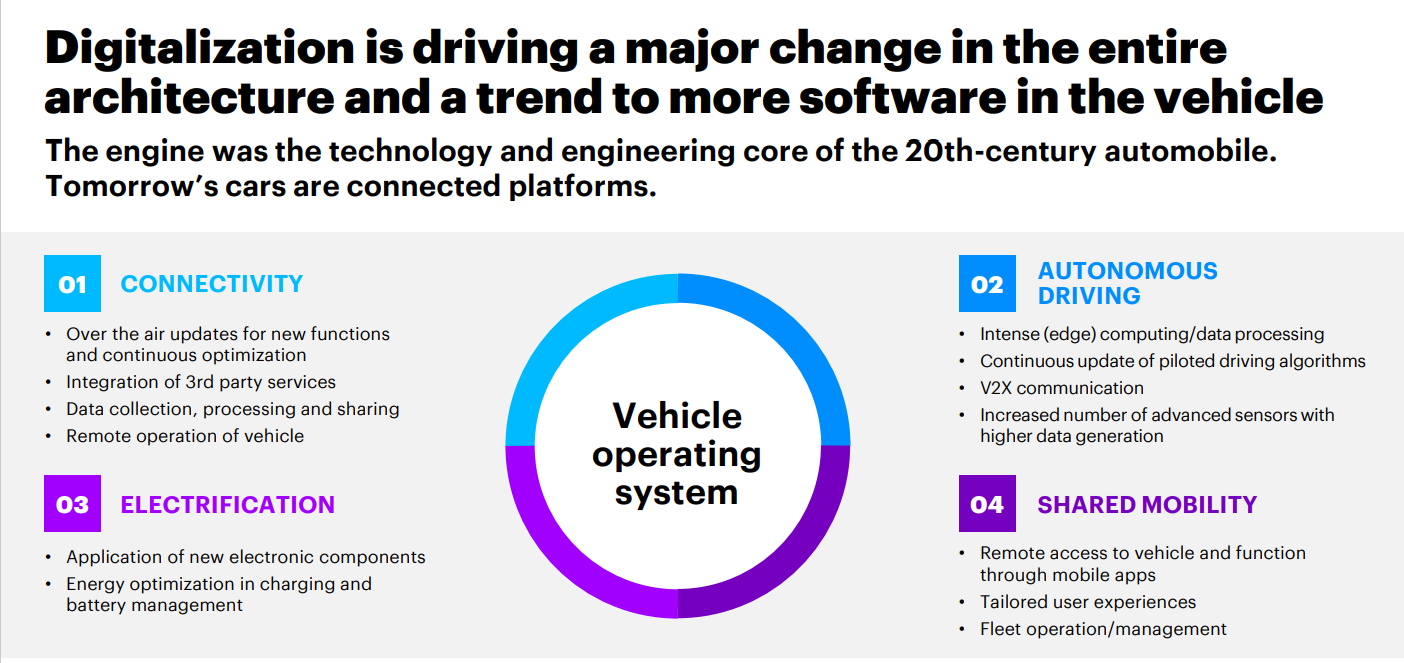 Digitalization is driving a major change in the entire
architecture and a trend to more software in the vehicle
The engine was the technology and engineering core of the 20th-century automobile.
Tomorrow’s cars are connected platforms.
01 CONNECTIVITY
• Over the air updates for new functions
and continuous optimization
• Integration of 3rd party services
• Data collection, processing and sharing
• Remote operation of vehicle
02 AUTONOMOUS
DRIVING
• Intense (edge) computing/data processing
• Continuous update of piloted driving algorithms
• V2X communication
• Increased number of advanced sensors with
higher data generation
Vehicle
operating
system
03 ELECTRIFICATION
• Application of new electronic components
• Energy optimization in charging and
battery management
04 SHARED MOBILITY
• Remote access to vehicle and function
through mobile apps
• Tailored user experiences
• Fleet operation/management